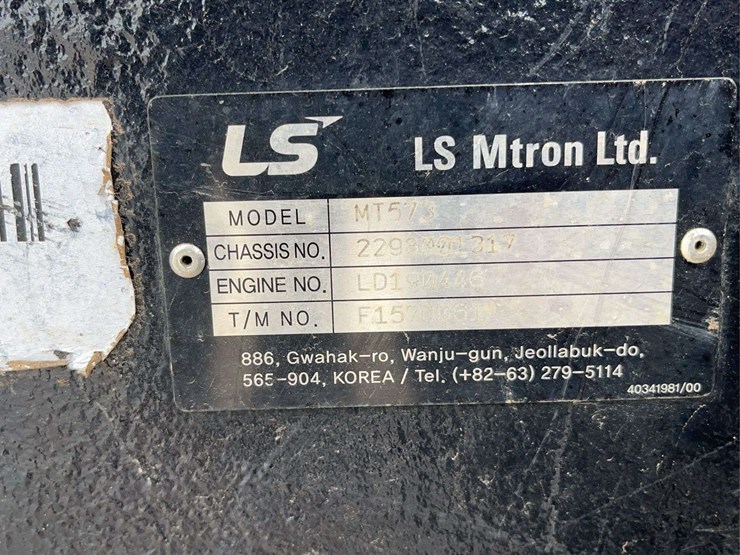 LS LS Mtron Ltd.
MODEL MT573
CHASSIS NO.
ENGINE NO.
T/M NO.
886, Gwahak-ro, Wanju-gun, Jeollabuk-do,
565-904, KOREA / Tel. (+82-63) 279-5114
40341981/00